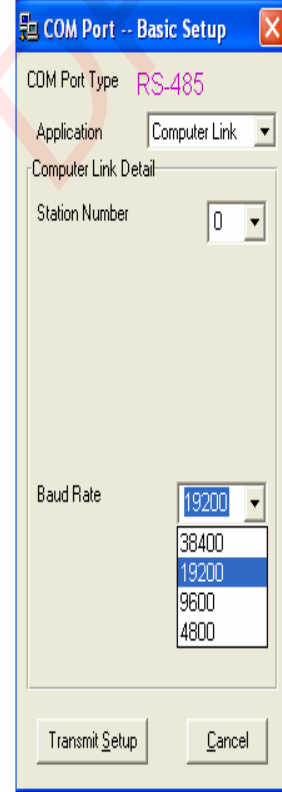 COM Port -- Basic Setup
COM Port Type RS-485
Application Computer Link
Computer Link Detail
Station Number 0
Baud Rate 19200
38400
19200
9600
4800
Transmit Setup Cancel